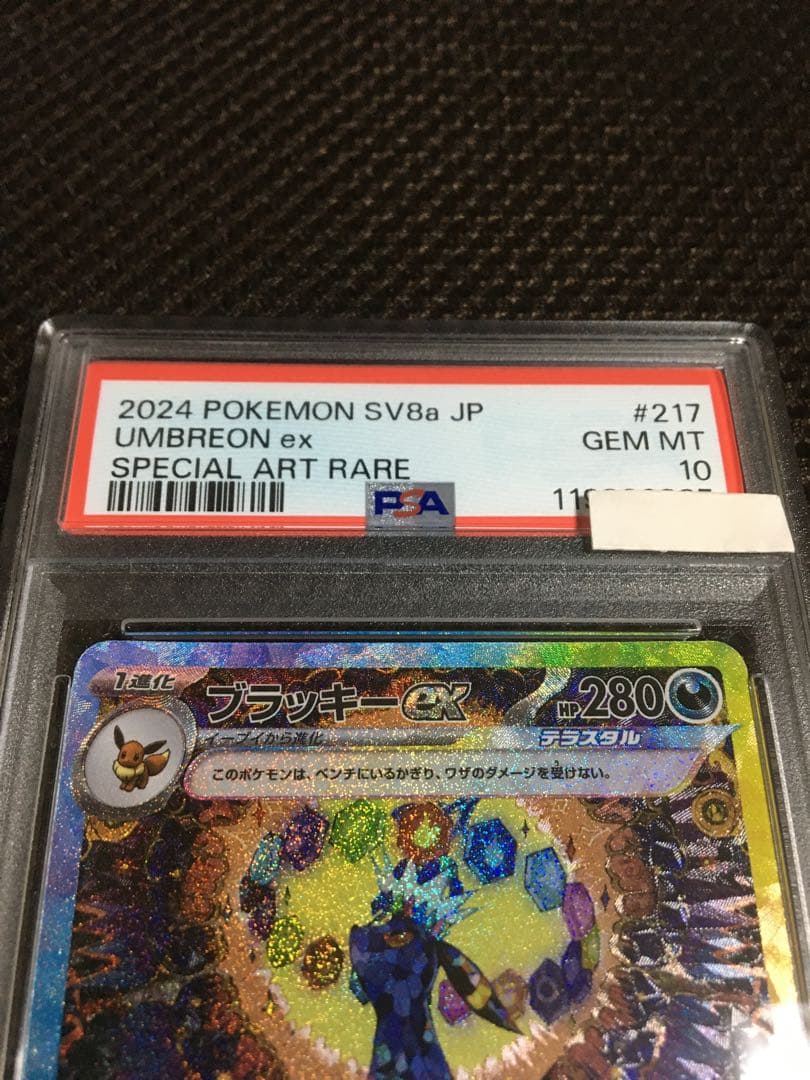 2024 POKEMON SV8a JP #217
UMBREON ex GEM MT
SPECIAL ART RARE 10
PSA
1進化
ブラッキーex HP280
イーブイから進化
テラスタル
このポケモンは、ベンチにいるかぎり、ワザのダメージを受けない。